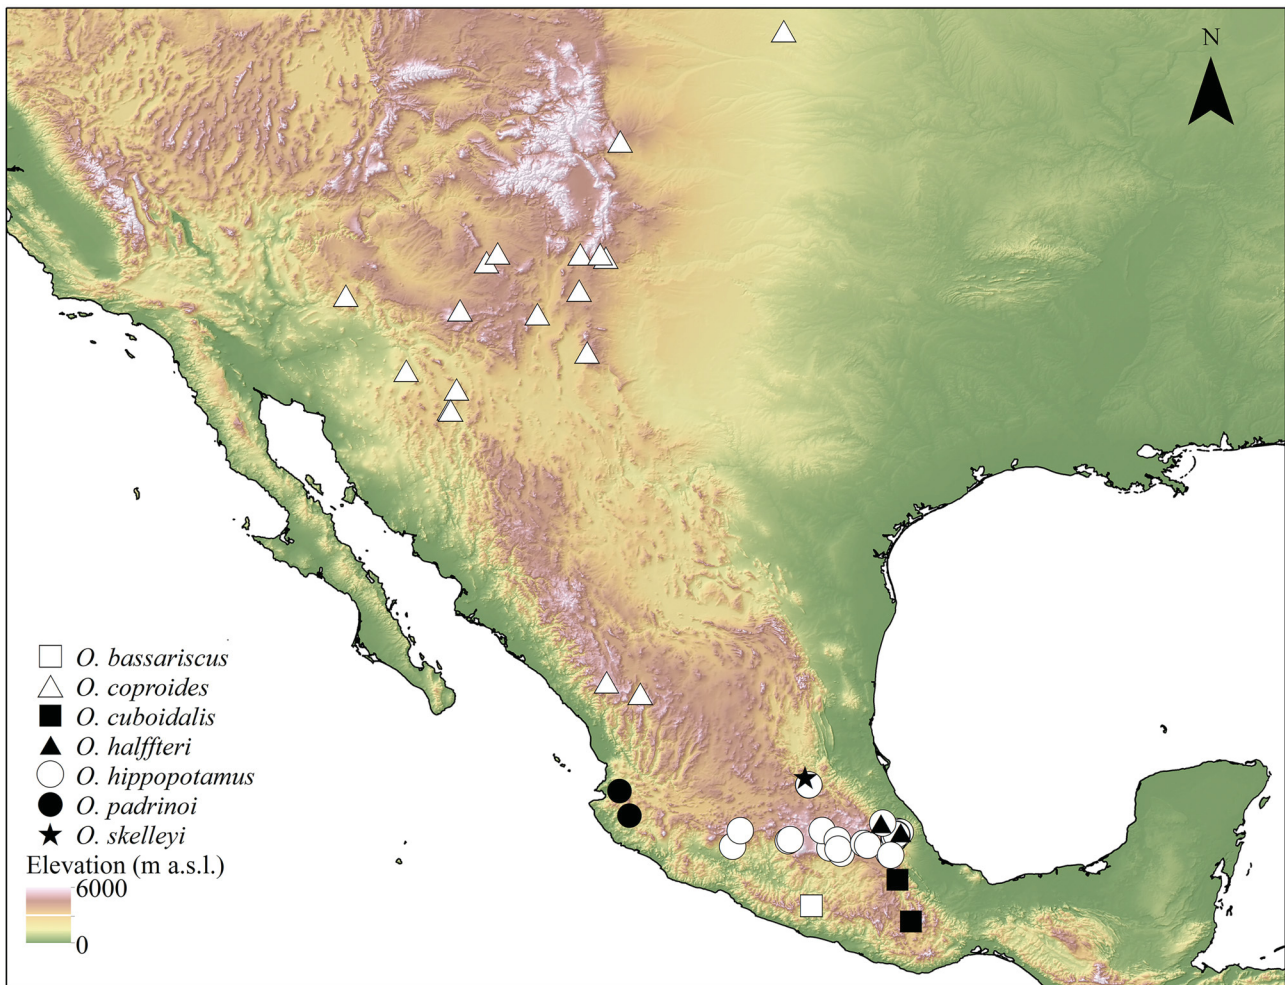 N
O. bassariscus
O. coproides
O. cuboidalis
O. halffteri
O. hippopotamus
O. padrinoi
O. skelleyi
Elevation (m a.s.l.)
6000
0